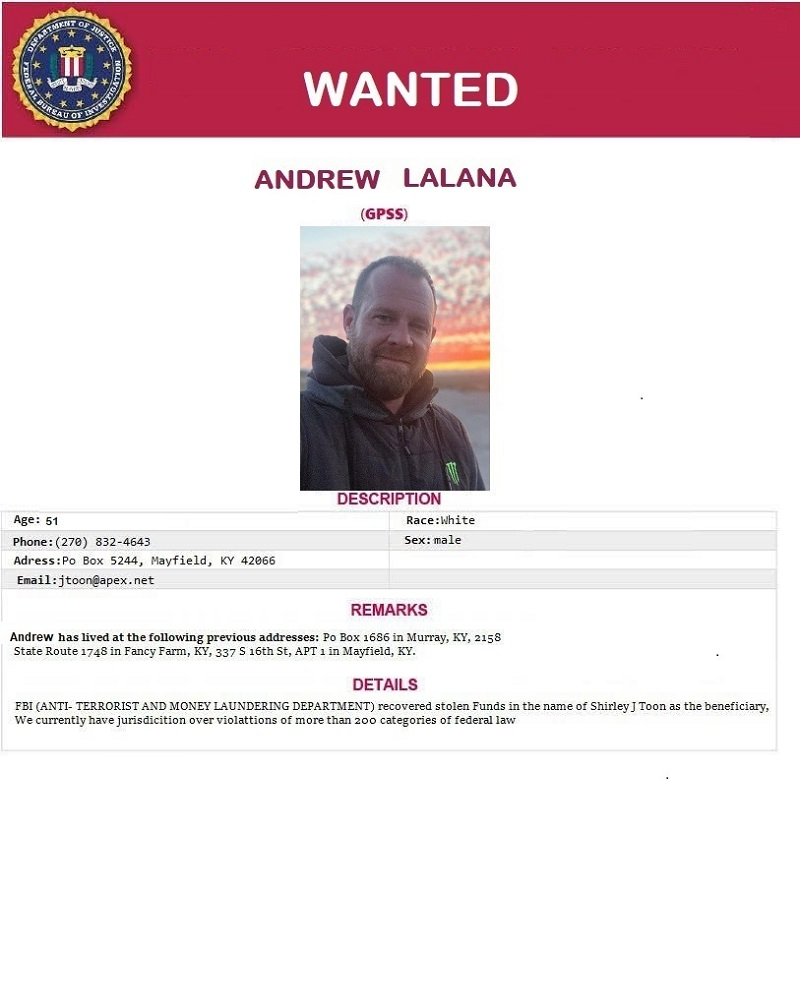 DEPARTMENT OF JUSTICE
FEDERAL BUREAU OF INVESTIGATION
WANTED
ANDREW LALANA
(GPSS)
DESCRIPTION
Age: 51 Race:White
Phone:(270) 832-4643 Sex:male
Adress:Po Box 5244, Mayfield, KY 42066
Email:jtoon@apex.net
REMARKS
Andrew has lived at the following previous addresses: Po Box 1686 in Murray, KY, 2158
State Route 1748 in Fancy Farm, KY, 337 S 16th St, APT 1 in Mayfield, KY.
DETAILS
FBI (ANTI- TERRORIST AND MONEY LAUNDERING DEPARTMENT) recovered stolen Funds in the name of Shirley J Toon as the beneficiary,
We currently have jurisdicition over violattions of more than 200 categories of federal law